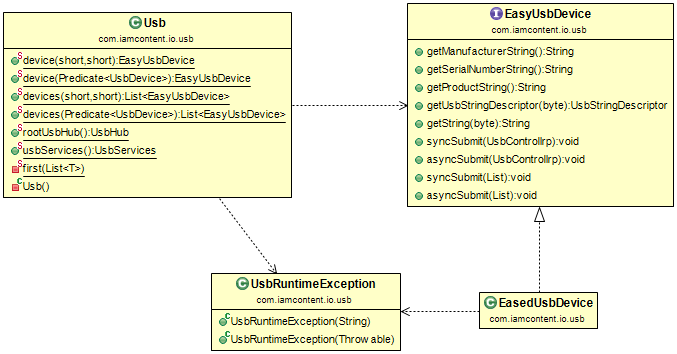 Usb
com.iamcontent.io.usb
device(short,short):EasyUsbDevice
device(Predicate<UsbDevice>):EasyUsbDevice
devices(short,short):List<EasyUsbDevice>
devices(Predicate<UsbDevice>):List<EasyUsbDevice>
rootUsbHub():UsbHub
usbServices():UsbServices
first(List<T>)
Usb()
EasyUsbDevice
com.iamcontent.io.usb
getManufacturerString():String
getSerialNumberString():String
getProductString():String
getUsbStringDescriptor(byte):UsbStringDescriptor
getString(byte):String
syncSubmit(UsbControlIrp):void
asyncSubmit(UsbControlIrp):void
syncSubmit(List):void
asyncSubmit(List):void
UsbRuntimeException
com.iamcontent.io.usb
UsbRuntimeException(String)
UsbRuntimeException(Throwable)
EasedUsbDevice
com.iamcontent.io.usb